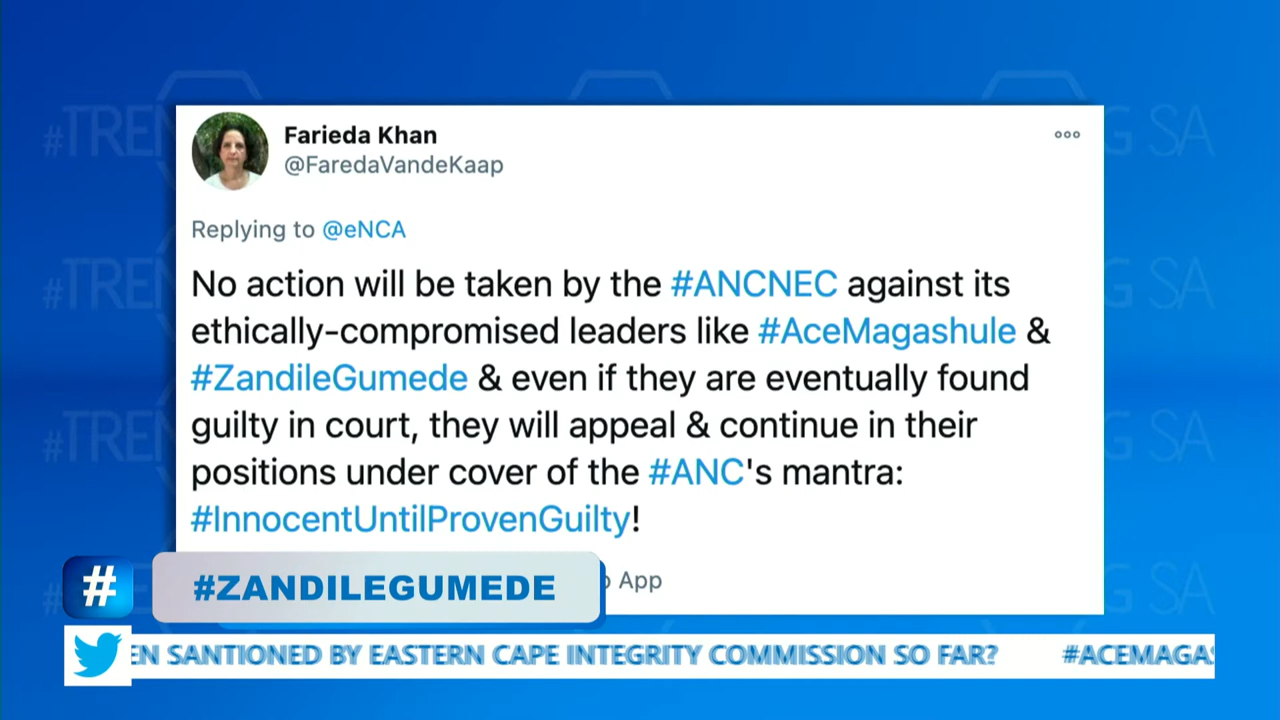 #TREN
G SA
Farieda Khan
@FaredaVandeKaap
Replying to @eNCA
No action will be taken by the #ANCNEC against its
ethically-compromised leaders like #AceMagashule &
#ZandileGumede & even if they are eventually found
guilty in court, they will appeal & continue in their
positions under cover of the #ANC's mantra:
#InnocentUntilProvenGuilty!
App
#
#ZANDILEGUMEDE
EN SANTIONED BY EASTERN CAPE INTEGRITY COMMISSION SO FAR? #ACEMAGAS